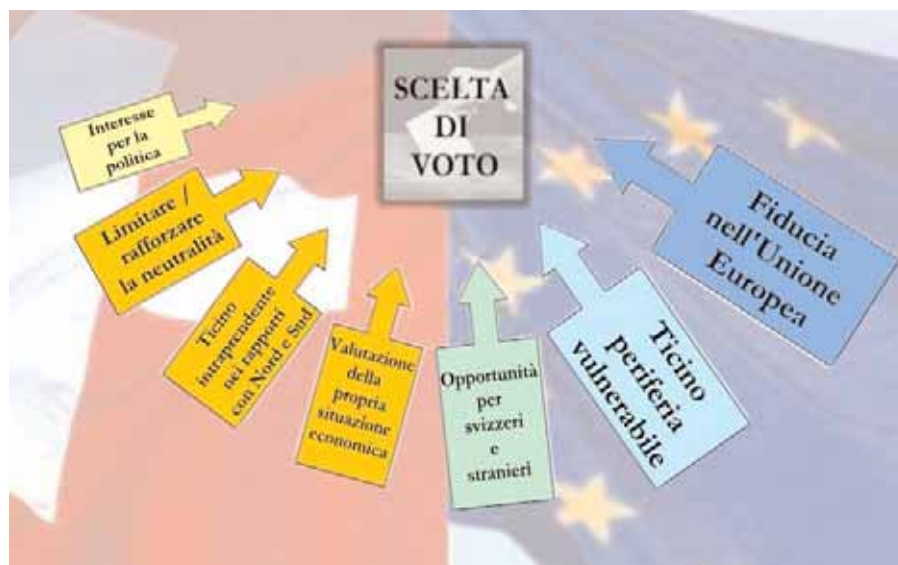 SCELTA
DI
VOTO
Interesse
per la
politica
Limitare /
rafforzare
la neutralità
Ticino
intraprendente
nei rapporti
con Nord e Sud
Valutazione
della
propria
situazione
economica
Opportunità
per
svizzeri
e
stranieri
Ticino
periferia
vulnerabile
Fiducia
nell'Unione
Europea